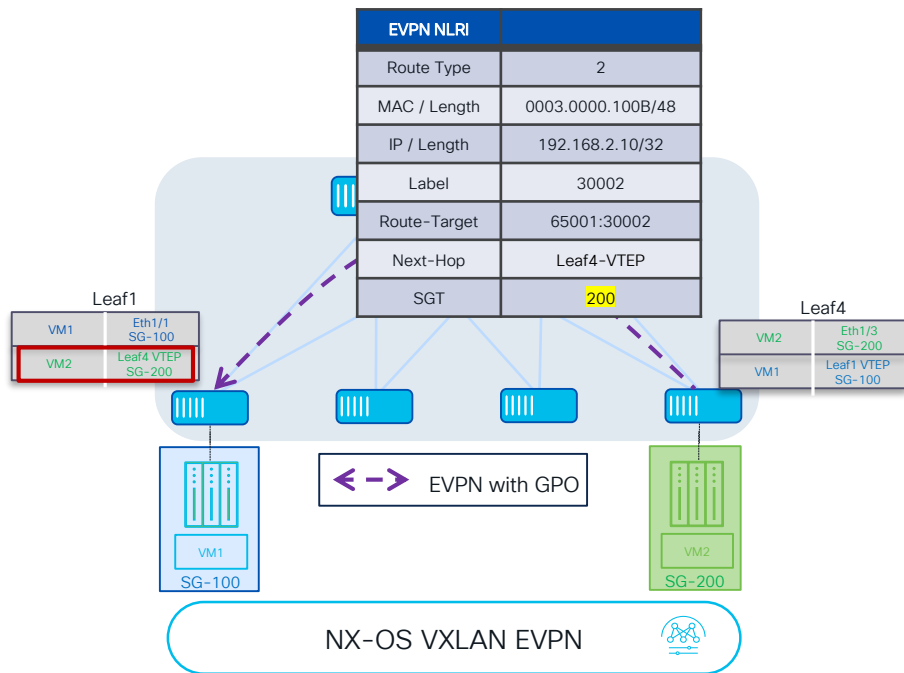 EVPN NLRI
Route Type 2
MAC / Length 0003.0000.100B/48
IP / Length 192.168.2.10/32
Label 30002
Route-Target 65001:30002
Next-Hop Leaf4-VTEP
SGT 200
Leaf1
VM1 Eth1/1
SG-100
VM2 Leaf4 VTEP
SG-200
Leaf4
VM2 Eth1/3
SG-200
VM1 Leaf1 VTEP
SG-100
EVPN with GPO
VM1
SG-100
VM2
SG-200
NX-OS VXLAN EVPN